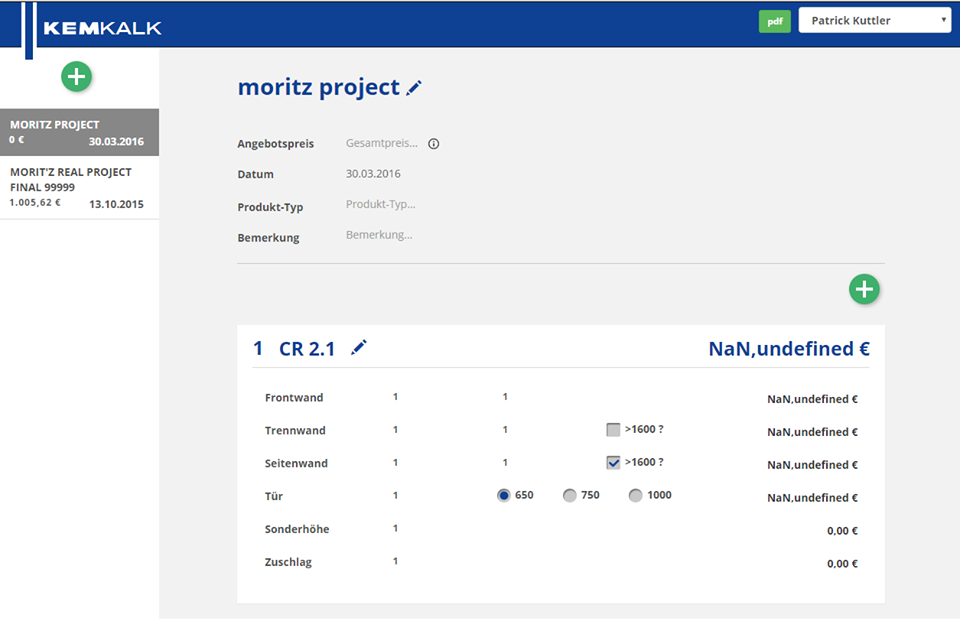 KEMKALK
pdf
Patrick Kuttler
MORITZ PROJECT
0 € 30.03.2016
MORIT'Z REAL PROJECT
FINAL 99999
1.005,62 € 13.10.2015
moritz project
Angebotspreis Gesamtpreis...
Datum 30.03.2016
Produkt-Typ Produkt-Typ...
Bemerkung Bemerkung...
1 CR 2.1 NaN,undefined €
Frontwand 1 1 NaN,undefined €
Trennwand 1 1 >1600 ? NaN,undefined €
Seitenwand 1 1 >1600 ? NaN,undefined €
Tür 1 650 750 1000 NaN,undefined €
Sonderhöhe 1 0,00 €
Zuschlag 1 0,00 €